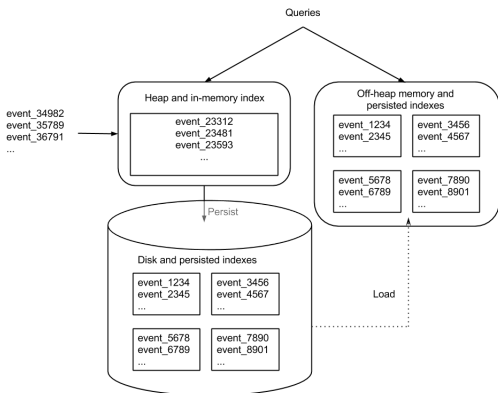 Queries
Heap and in-memory index
event_23312
event_23481
event_23593
...
Off-heap memory and
persisted indexes
event_1234
event_2345
...
event_3456
event_4567
...
event_5678
event_6789
...
event_7890
event_8901
...
event_34982
event_35789
event_36791
...
Persist
Disk and persisted indexes
event_1234
event_2345
...
event_3456
event_4567
...
event_5678
event_6789
...
event_7890
event_8901
...
Load